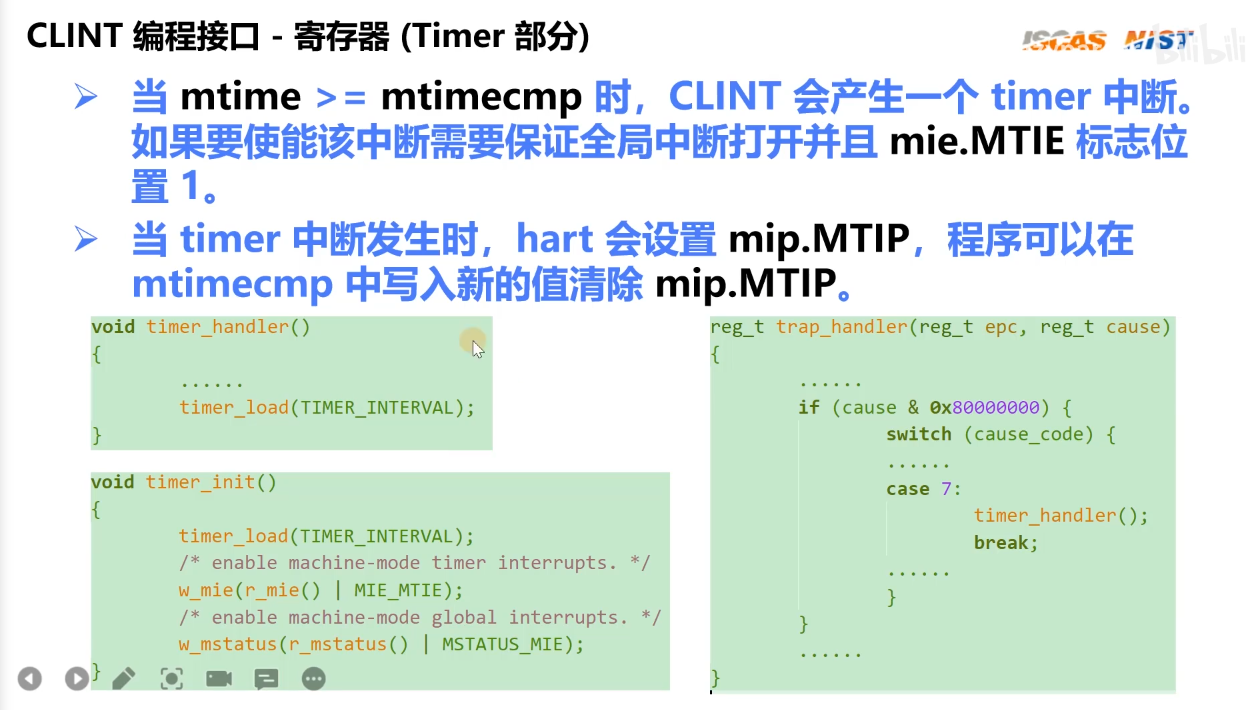 CLINT 编程接口 - 寄存器 (Timer 部分)
ISCAS NIST
bilibili
当 mtime >= mtimecmp 时，CLINT 会产生一个 timer 中断。
如果要使能该中断需要保证全局中断打开并且 mie.MTIE 标志位
置 1。
当 timer 中断发生时，hart 会设置 mip.MTIP，程序可以在
mtimecmp 中写入新的值清除 mip.MTIP。
void timer_handler()
{
......
timer_load(TIMER_INTERVAL);
}
void timer_init()
{
timer_load(TIMER_INTERVAL);
/* enable machine-mode timer interrupts. */
w_mie(r_mie() | MIE_MTIE);
/* enable machine-mode global interrupts. */
w_mstatus(r_mstatus() | MSTATUS_MIE);
}
reg_t trap_handler(reg_t epc, reg_t cause)
{
......
if (cause & 0x80000000) {
switch (cause_code) {
......
case 7:
timer_handler();
break;
......
}
}
......
}